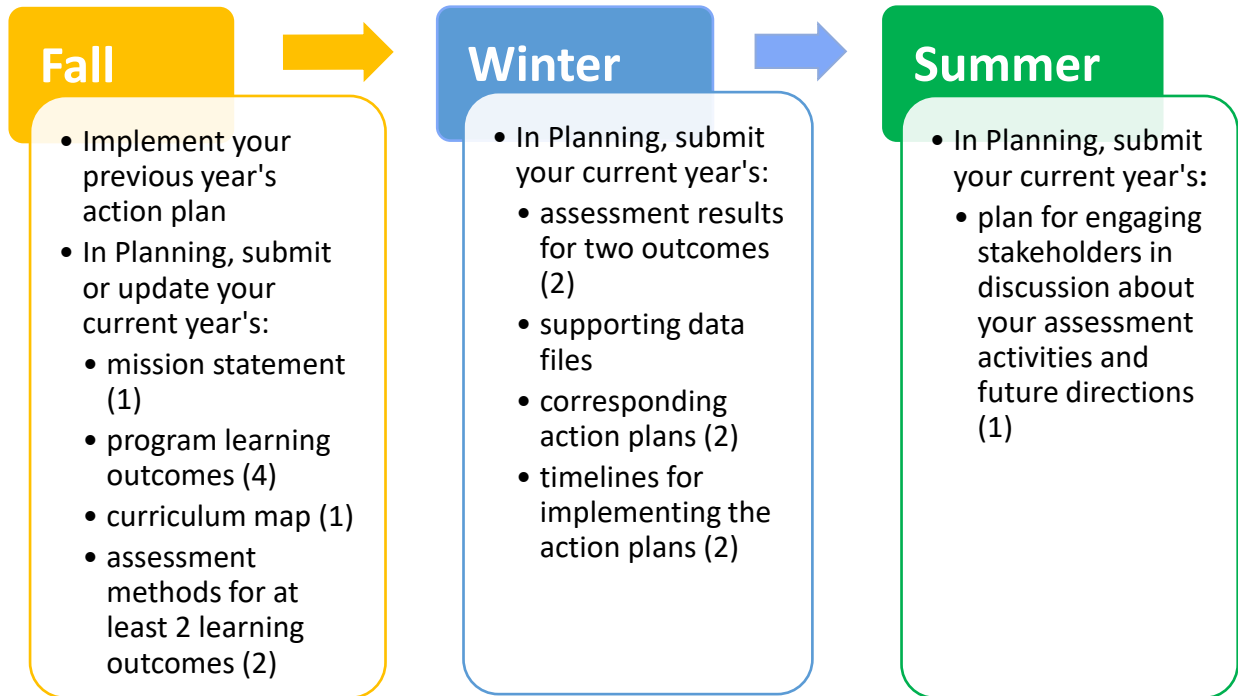 Fall
• Implement your
previous year's
action plan
• In Planning, submit
or update your
current year's:
• mission statement
(1)
• program learning
outcomes (4)
• curriculum map (1)
• assessment
methods for at
least 2 learning
outcomes (2)
Winter
• In Planning, submit
your current year's:
• assessment results
for two outcomes
(2)
• supporting data
files
• corresponding
action plans (2)
• timelines for
implementing the
action plans (2)
Summer
• In Planning, submit
your current year's:
• plan for engaging
stakeholders in
discussion about
your assessment
activities and
future directions
(1)